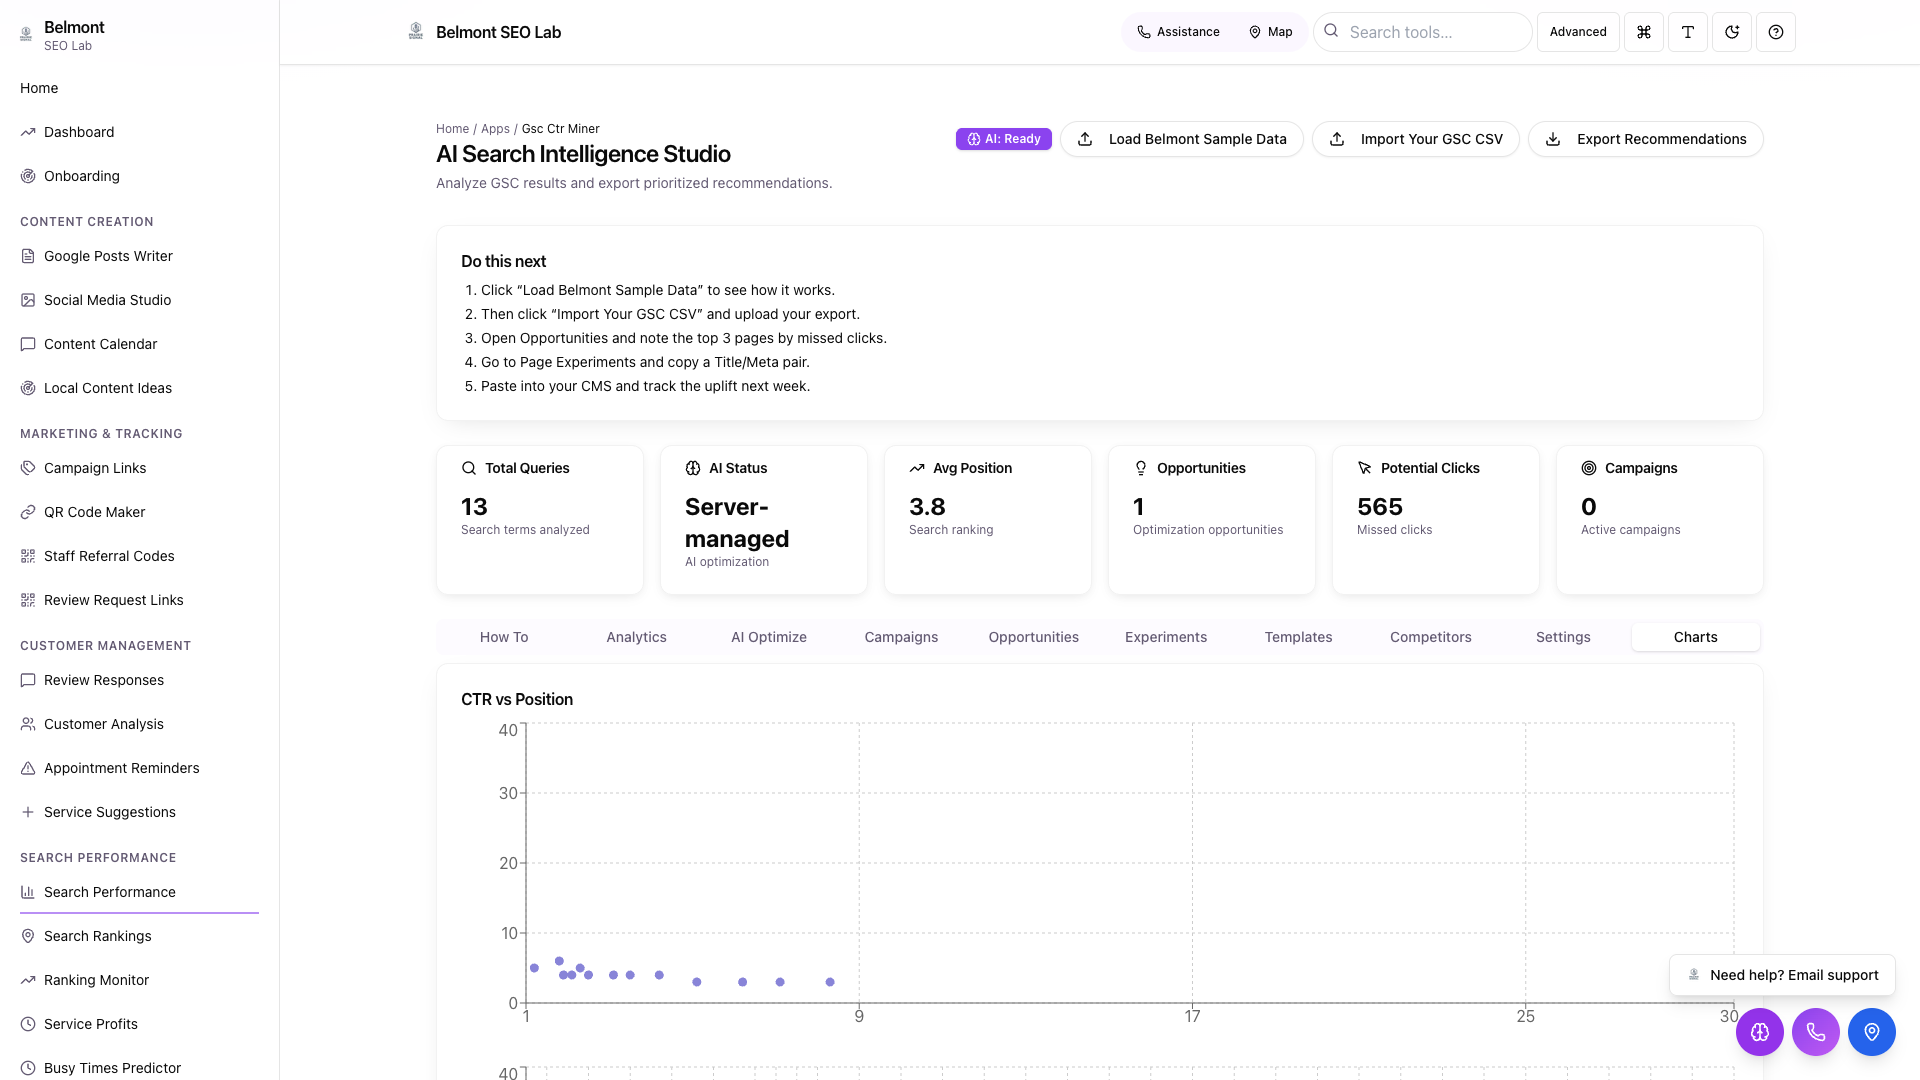 Belmont
SEO Lab
Home
Dashboard
Onboarding
CONTENT CREATION
Google Posts Writer
Social Media Studio
Content Calendar
Local Content Ideas
MARKETING & TRACKING
Campaign Links
QR Code Maker
Staff Referral Codes
Review Request Links
CUSTOMER MANAGEMENT
Review Responses
Customer Analysis
Appointment Reminders
Service Suggestions
SEARCH PERFORMANCE
Search Performance
Search Rankings
Ranking Monitor
Service Profits
Busy Times Predictor
Belmont SEO Lab
Assistance
Map
Search tools...
Advanced
Home / Apps / Gsc Ctr Miner
AI Search Intelligence Studio
Analyze GSC results and export prioritized recommendations.
AI: Ready
Load Belmont Sample Data
Import Your GSC CSV
Export Recommendations
Do this next
1. Click “Load Belmont Sample Data” to see how it works.
2. Then click “Import Your GSC CSV” and upload your export.
3. Open Opportunities and note the top 3 pages by missed clicks.
4. Go to Page Experiments and copy a Title/Meta pair.
5. Paste into your CMS and track the uplift next week.
Total Queries
13
Search terms analyzed
AI Status
Server-
managed
AI optimization
Avg Position
3.8
Search ranking
Opportunities
1
Optimization opportunities
Potential Clicks
565
Missed clicks
Campaigns
0
Active campaigns
How To
Analytics
AI Optimize
Campaigns
Opportunities
Experiments
Templates
Competitors
Settings
Charts
CTR vs Position
40
30
20
10
0
1
9
17
25
30
40
Need help? Email support